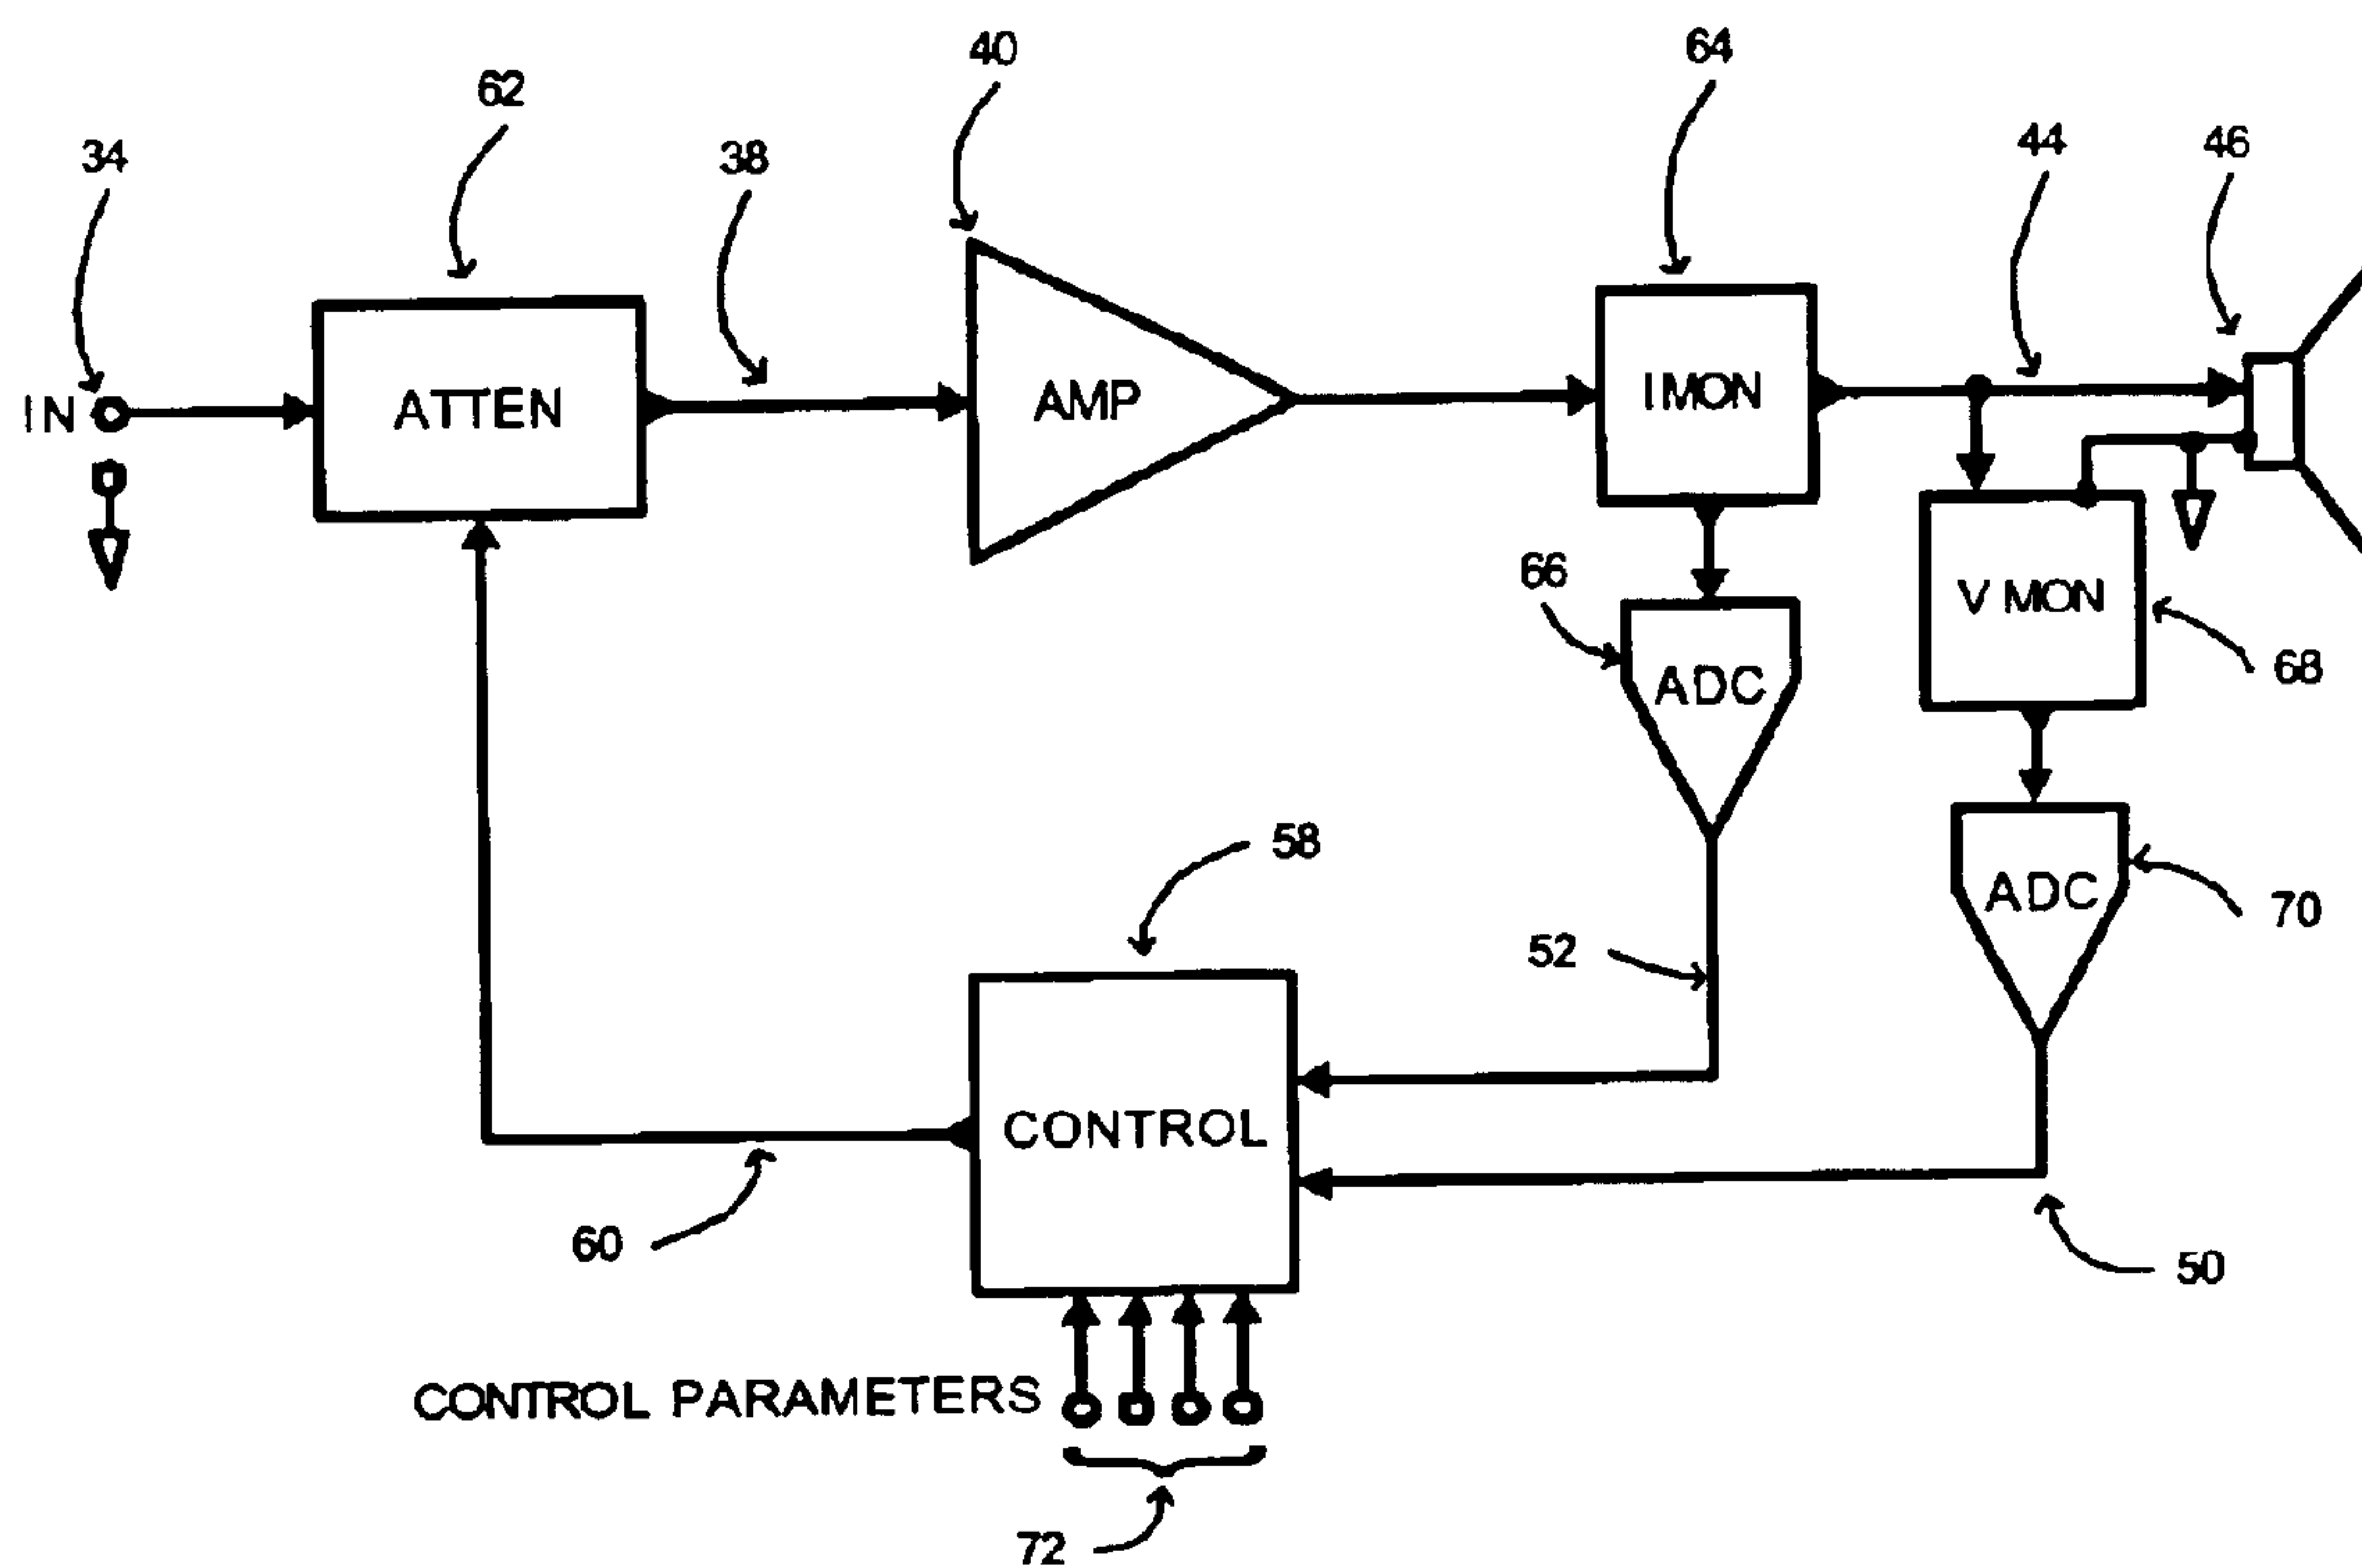 40
64
62
34
38
44
46
IN
ATTEN
AMP
IMON
66
V MON
68
ADC
58
ADC
70
52
CONTROL
60
50
CONTROL PARAMETERS
72